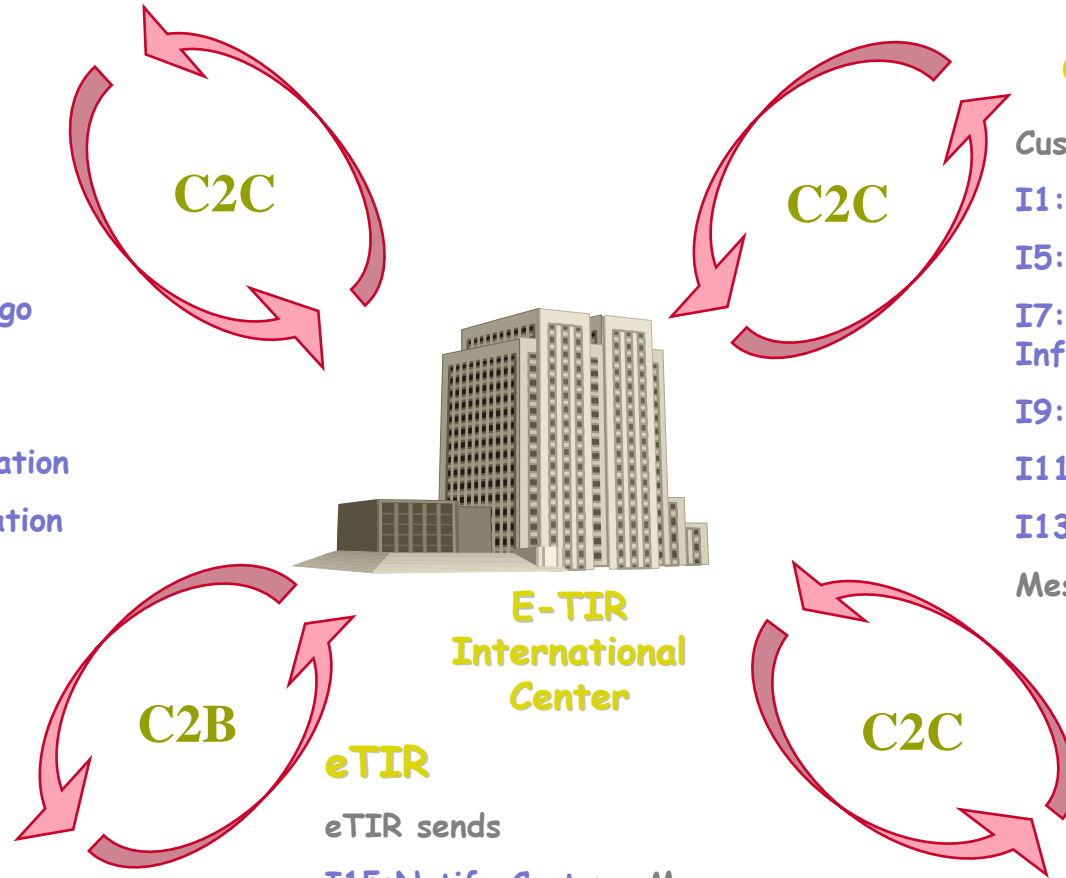 C2C
C2C
Cus
I1:
I5:
go
I7:
Inf
I9:
ation
I11
ation
I13
Mes
E-TIR
International
Center
C2B
C2C
eTIR
eTIR sends